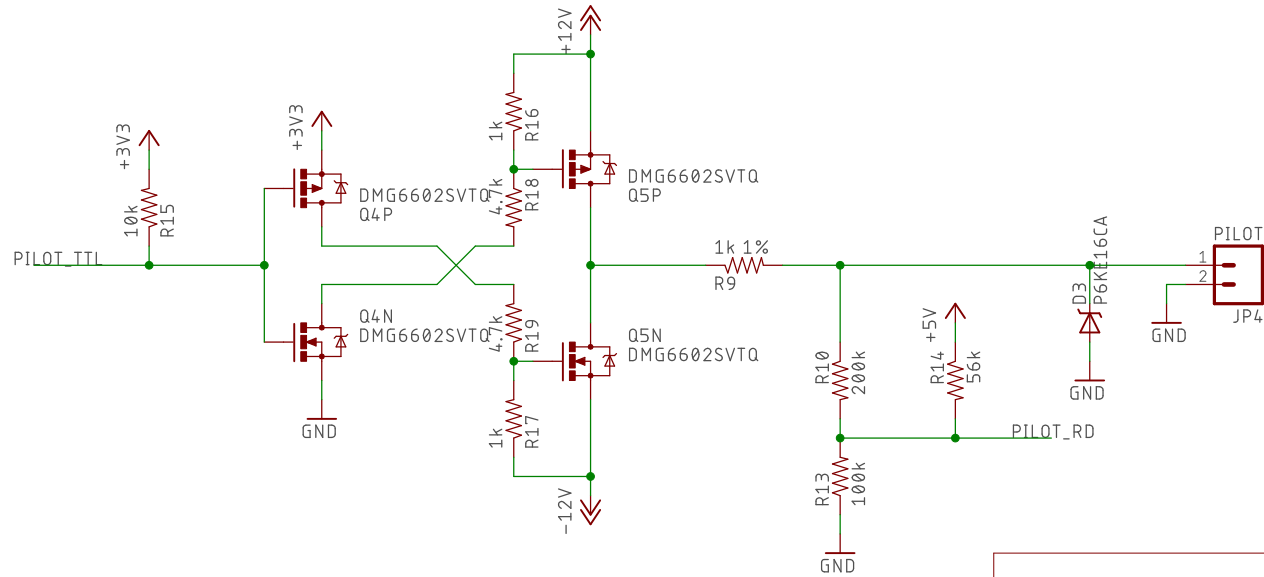 +12V
1k
R16
+3V3
+3V3
DMG6602SVTQ
Q5P
4.7k
R18
DMG6602SVTQ
Q4P
10k
R15
PILOT_TTL
1k 1%
R9
P6KE16CA
D3
PILOT
1
2
JP4
GND
Q4N
DMG6602SVTQ
4.7k
R19
Q5N
DMG6602SVTQ
+5V
R10
200k
R14
56k
GND
GND
1k
R17
PILOT_RD
R13
100k
-12V
GND